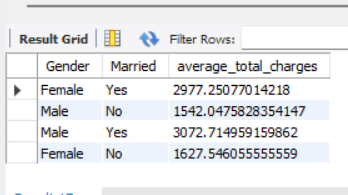 Result Grid Filter Rows:
Gender Married average_total_charges
Female Yes 2977.25077014218
Male No 1542.0475828354147
Male Yes 3072.714959159862
Female No 1627.546055555559